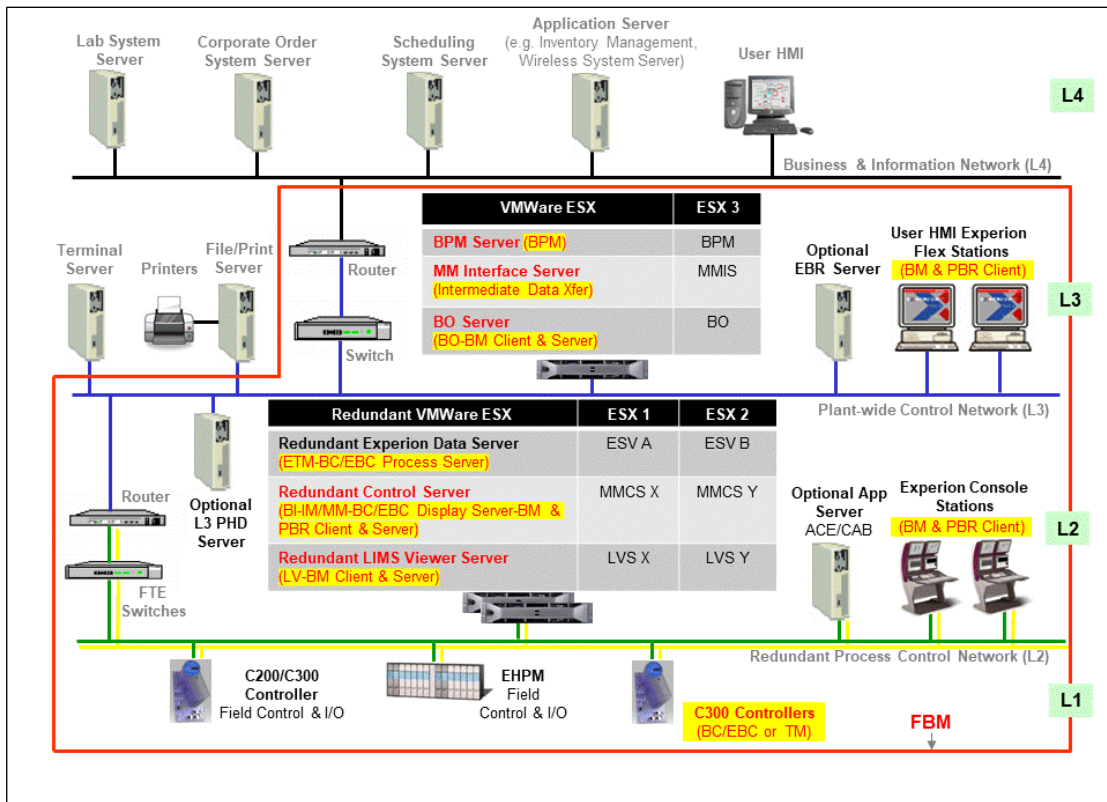 Lab System
Server
Corporate Order
System Server
Scheduling
System Server
Application Server
(e.g. Inventory Management,
Wireless System Server)
User HMI
L4
Business & Information Network (L4)
Terminal
Server
Printers
File/Print
Server
Router
Switch
VMWare ESX
ESX 3
BPM Server (BPM)
BPM
MM Interface Server
(Intermediate Data Xfer)
MMIS
BO Server
(BO-BM Client & Server)
BO
Optional
EBR Server
User HMI Experion
Flex Stations
(BM & PBR Client)
L3
Plant-wide Control Network (L3)
Router
FTE
Switches
Optional
L3 PHD
Server
Redundant VMWare ESX
ESX 1
ESX 2
Redundant Experion Data Server
(ETM-BC/EBC Process Server)
ESV A
ESV B
Redundant Control Server
(BI-IM/MM-BC/EBC Display Server-BM &
PBR Client & Server)
MMCS X
MMCS Y
Redundant LIMS Viewer Server
(LV-BM Client & Server)
LVS X
LVS Y
Optional App
Server
ACE/CAB
Experion Console
Stations
(BM & PBR Client)
L2
Redundant Process Control Network (L2)
C200/C300
Controller
Field Control & I/O
EHPM
Field
Control & I/O
C300 Controllers
(BC/EBC or TM)
L1
FBM